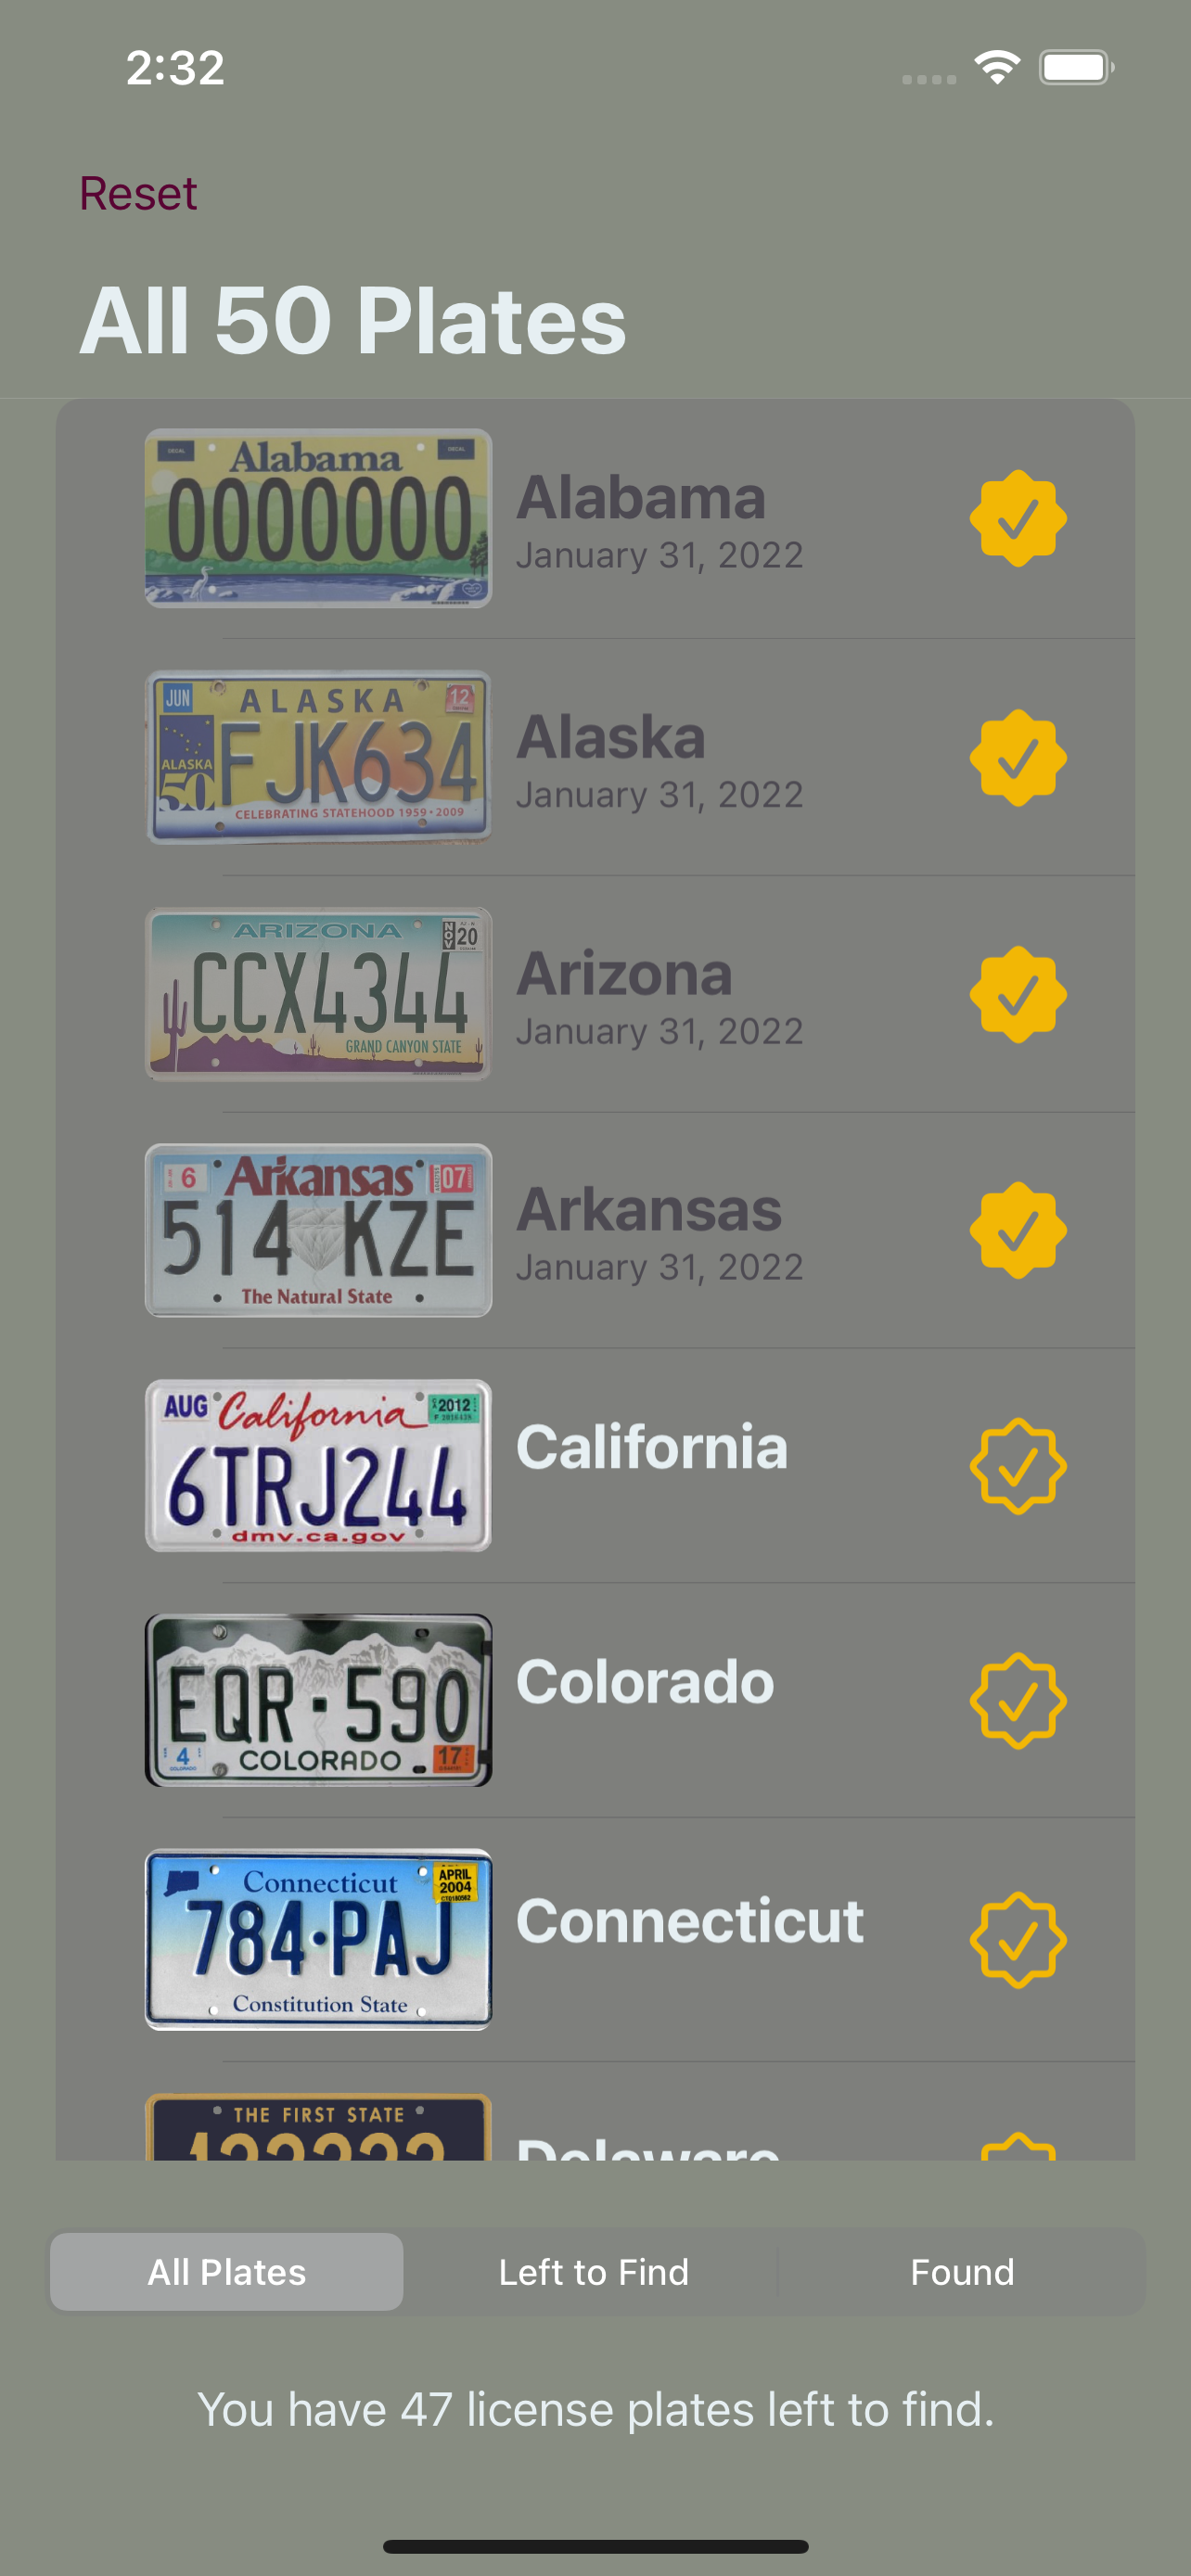 2:32
Reset
All 50 Plates
DECAL
DECAL
Alabama
0000000
Alabama
January 31, 2022
JUN
ALASKA
12
ALASKA
50
FJK634
CELEBRATING STATEHOOD 1959 • 2009
Alaska
January 31, 2022
ARIZONA
NOV
20
CCX4344
GRAND CANYON STATE
Arizona
January 31, 2022
6
Arkansas
07
514 KZE
The Natural State
Arkansas
January 31, 2022
AUG
California
2012
6TRJ244
dmv.ca.gov
California
EQR·590
4
COLORADO
COLORADO
17
Colorado
Connecticut
APRIL
2004
784·PAJ
Constitution State
Connecticut
THE FIRST STATE
Delaware
All Plates
Left to Find
Found
You have 47 license plates left to find.